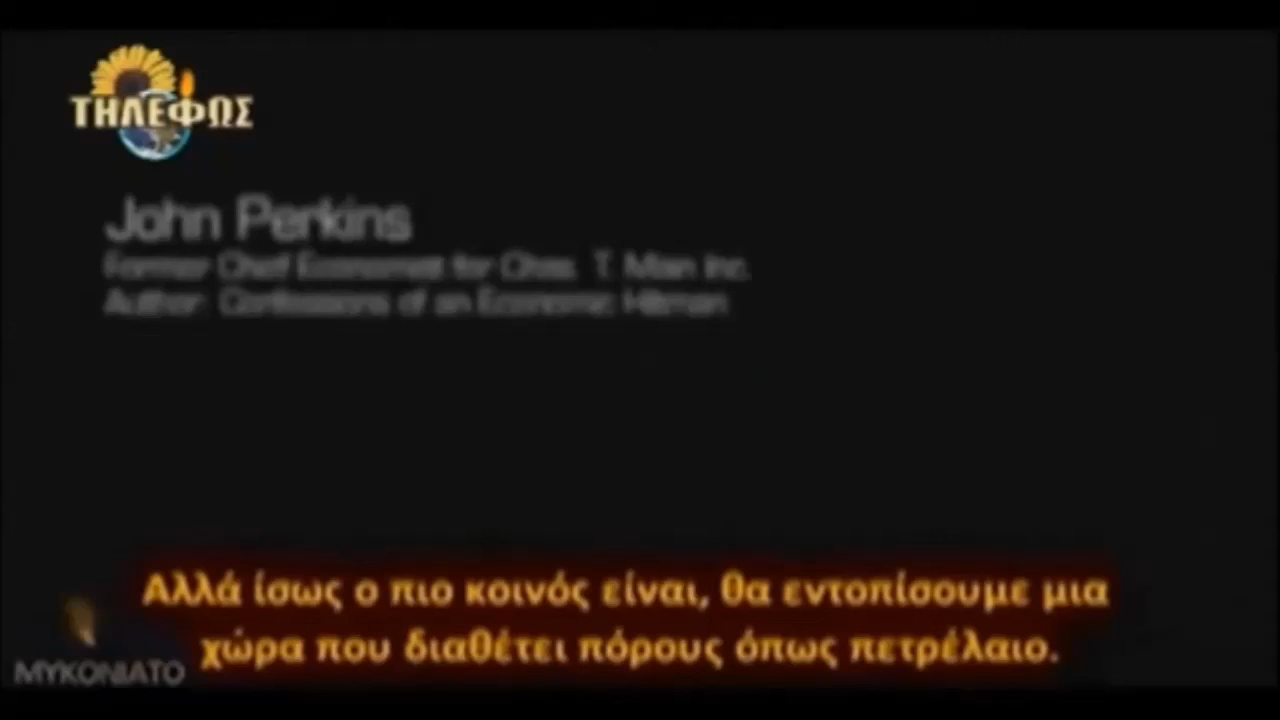 ΤΗΛΕΦΩΣ
John Perkins
Former Chief Economist for Chas. T. Main Inc.
Author: Confessions of an Economic Hitman
Αλλά ίσως ο πιο κοινός είναι, θα εντοπίσουμε μια
χώρα που διαθέτει πόρους όπως πετρέλαιο.
ΜΥΚΟΝΙΑΤΟ